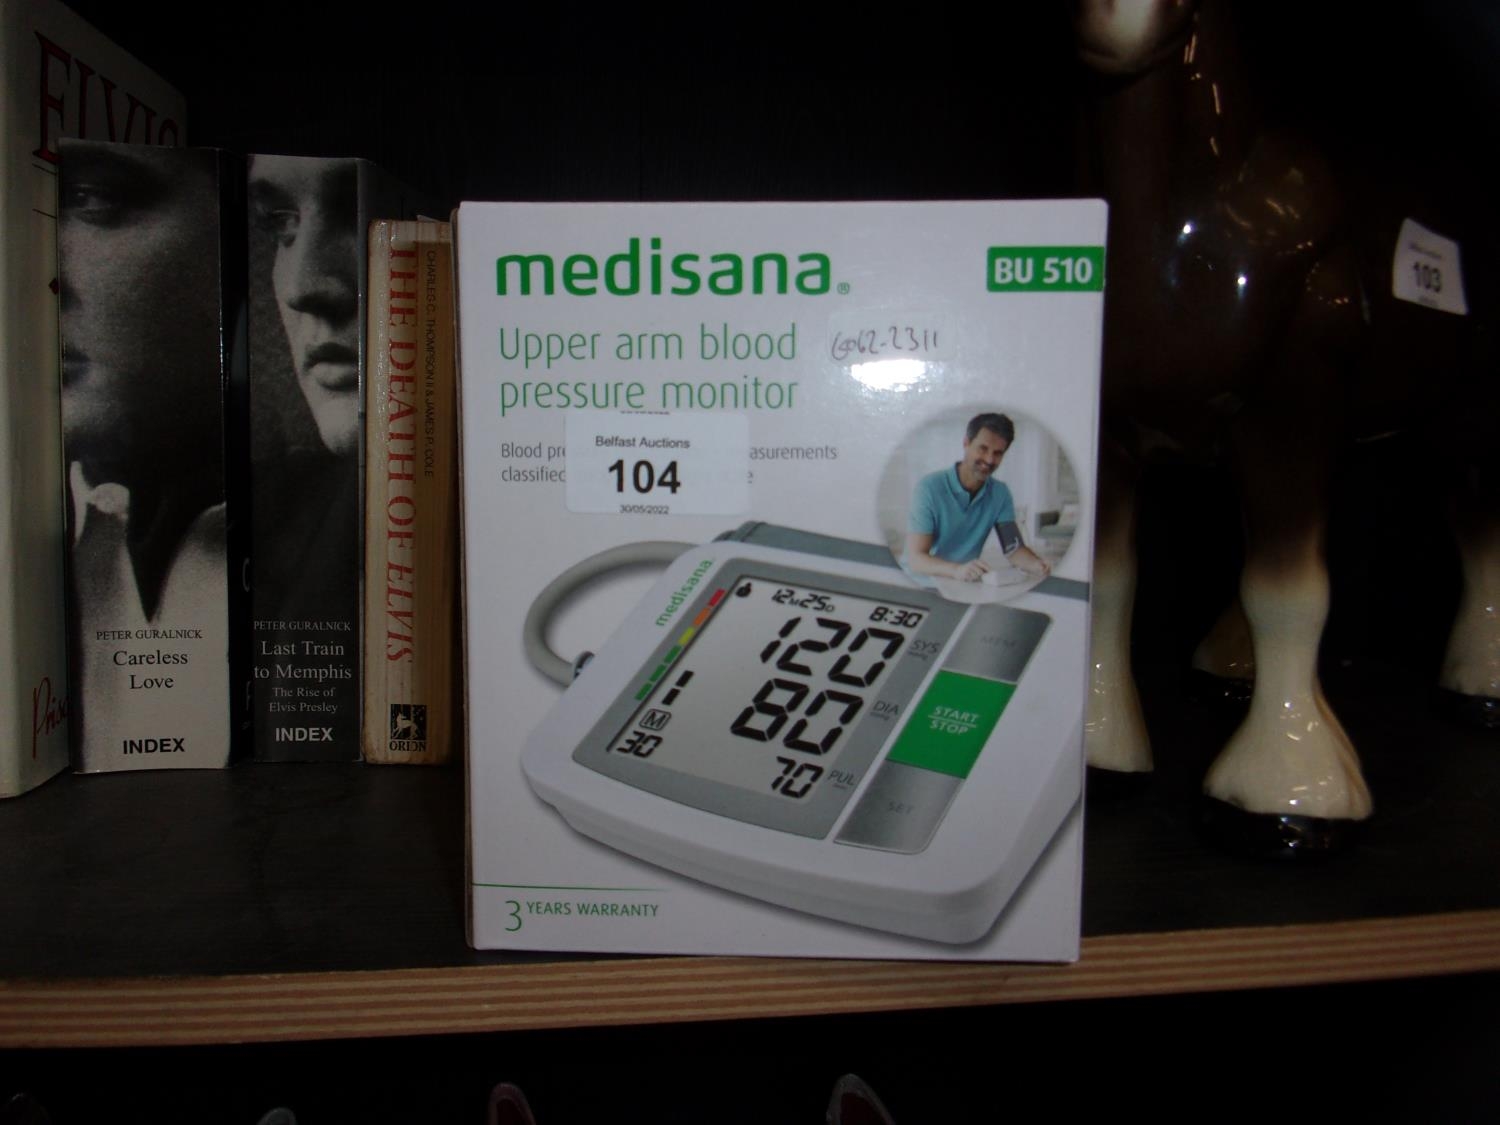 ELVIS
Prisc
PETER GURALNICK
Careless
Love
INDEX
PETER GURALNICK
Last Train
to Memphis
The Rise of
Elvis Presley
INDEX
THE DEATH OF ELVIS
CHARLES C. THOMPSON II & JAMES P. COLE
ORION
medisana®
BU 510
Upper arm blood
pressure monitor
6062-2311
Blood pre asurements
classified
Belfast Auctions
104
30/05/2022
medisana
12M25D 8:30
120 SYS
80 DIA
70 PUL
1
M
30
MEM
START
STOP
SET
3 YEARS WARRANTY
103